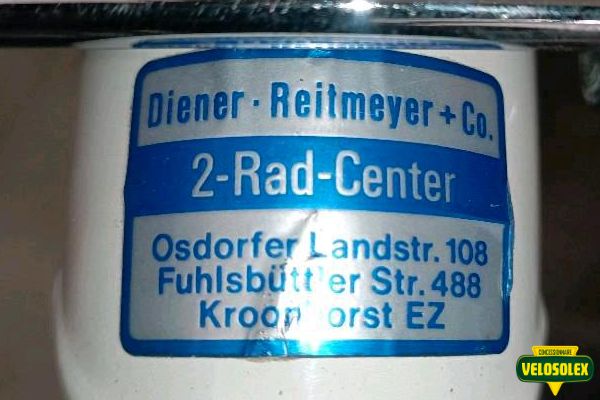 Diener · Reitmeyer + Co.
2-Rad-Center
Osdorfer Landstr. 108
Fuhlsbüttler Str. 488
Kroonhorst EZ
CONCESSIONNAIRE
VELOSOLEX